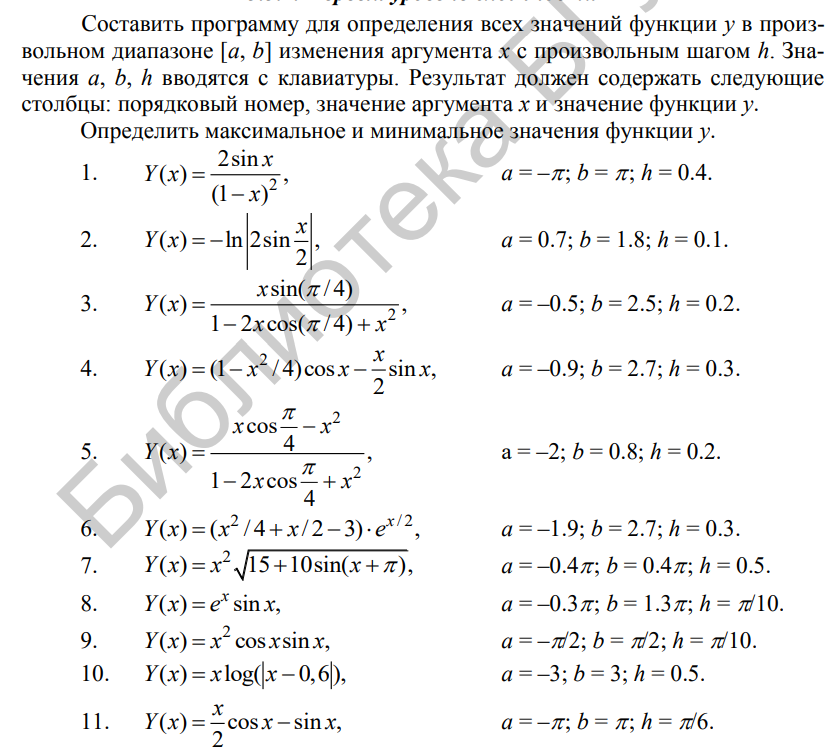 Составить программу для определения всех значений функции y в произ-
вольном диапазоне [a, b] изменения аргумента x с произвольным шагом h. Зна-
чения a, b, h вводятся с клавиатуры. Результат должен содержать следующие
столбцы: порядковый номер, значение аргумента x и значение функции y.
Определить максимальное и минимальное значения функции y.
1. Y(x) = 2sin x / (1 − x)², a = −π; b = π; h = 0.4.
2. Y(x) = −ln|2sin x/2|, a = 0.7; b = 1.8; h = 0.1.
3. Y(x) = x sin(π/4) / (1 − 2x cos(π/4) + x²), a = –0.5; b = 2.5; h = 0.2.
4. Y(x) = (1 − x²/4)cos x − x/2 sin x, a = –0.9; b = 2.7; h = 0.3.
5. Y(x) = (x cos π/4 − x²) / (1 − 2x cos π/4 + x²), a = –2; b = 0.8; h = 0.2.
6. Y(x) = (x²/4 + x/2 − 3)·e^(x/2), a = –1.9; b = 2.7; h = 0.3.
7. Y(x) = x²√(15 + 10sin(x + π)), a = –0.4π; b = 0.4π; h = 0.5.
8. Y(x) = eˣ sin x, a = –0.3π; b = 1.3π; h = π/10.
9. Y(x) = x² cos x sin x, a = –π/2; b = π/2; h = π/10.
10. Y(x) = x log(|x − 0,6|), a = –3; b = 3; h = 0.5.
11. Y(x) = x/2 cos x − sin x, a = –π; b = π; h = π/6.
Библиотека БГУ